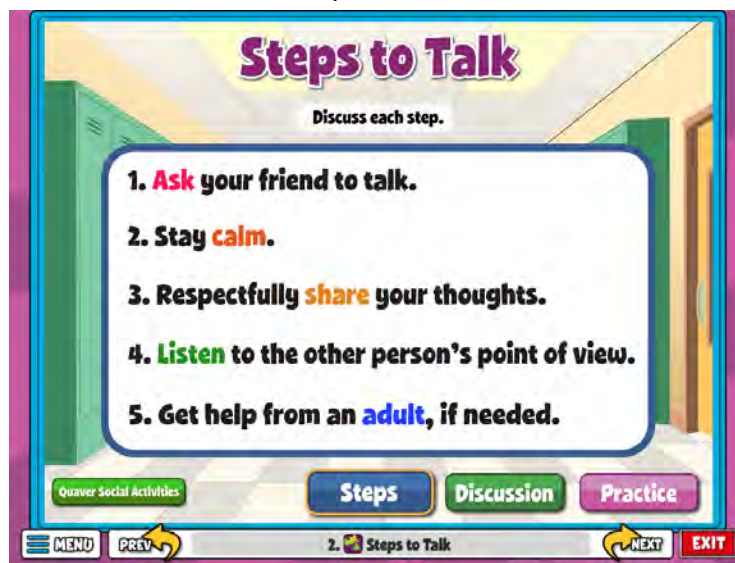 Steps to Talk
Discuss each step.
1. Ask your friend to talk.
2. Stay calm.
3. Respectfully share your thoughts.
4. Listen to the other person's point of view.
5. Get help from an adult, if needed.
Quaver Social Activities
Steps
Discussion
Practice
MENU
PREV
2. Steps to Talk
NEXT
EXIT